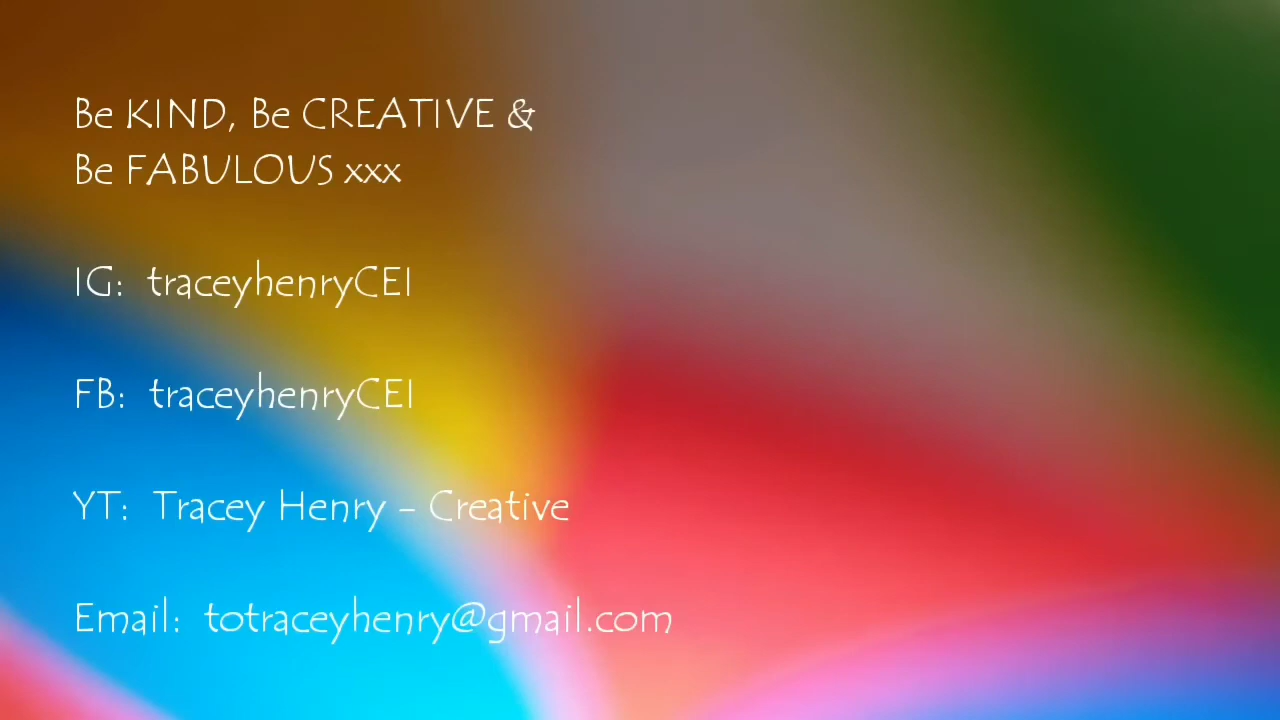 Be KIND, Be CREATIVE &
Be FABULOUS xxx
IG: traceyhenryCEI
FB: traceyhenryCEI
YT: Tracey Henry - Creative
Email: totraceyhenry@gmail.com